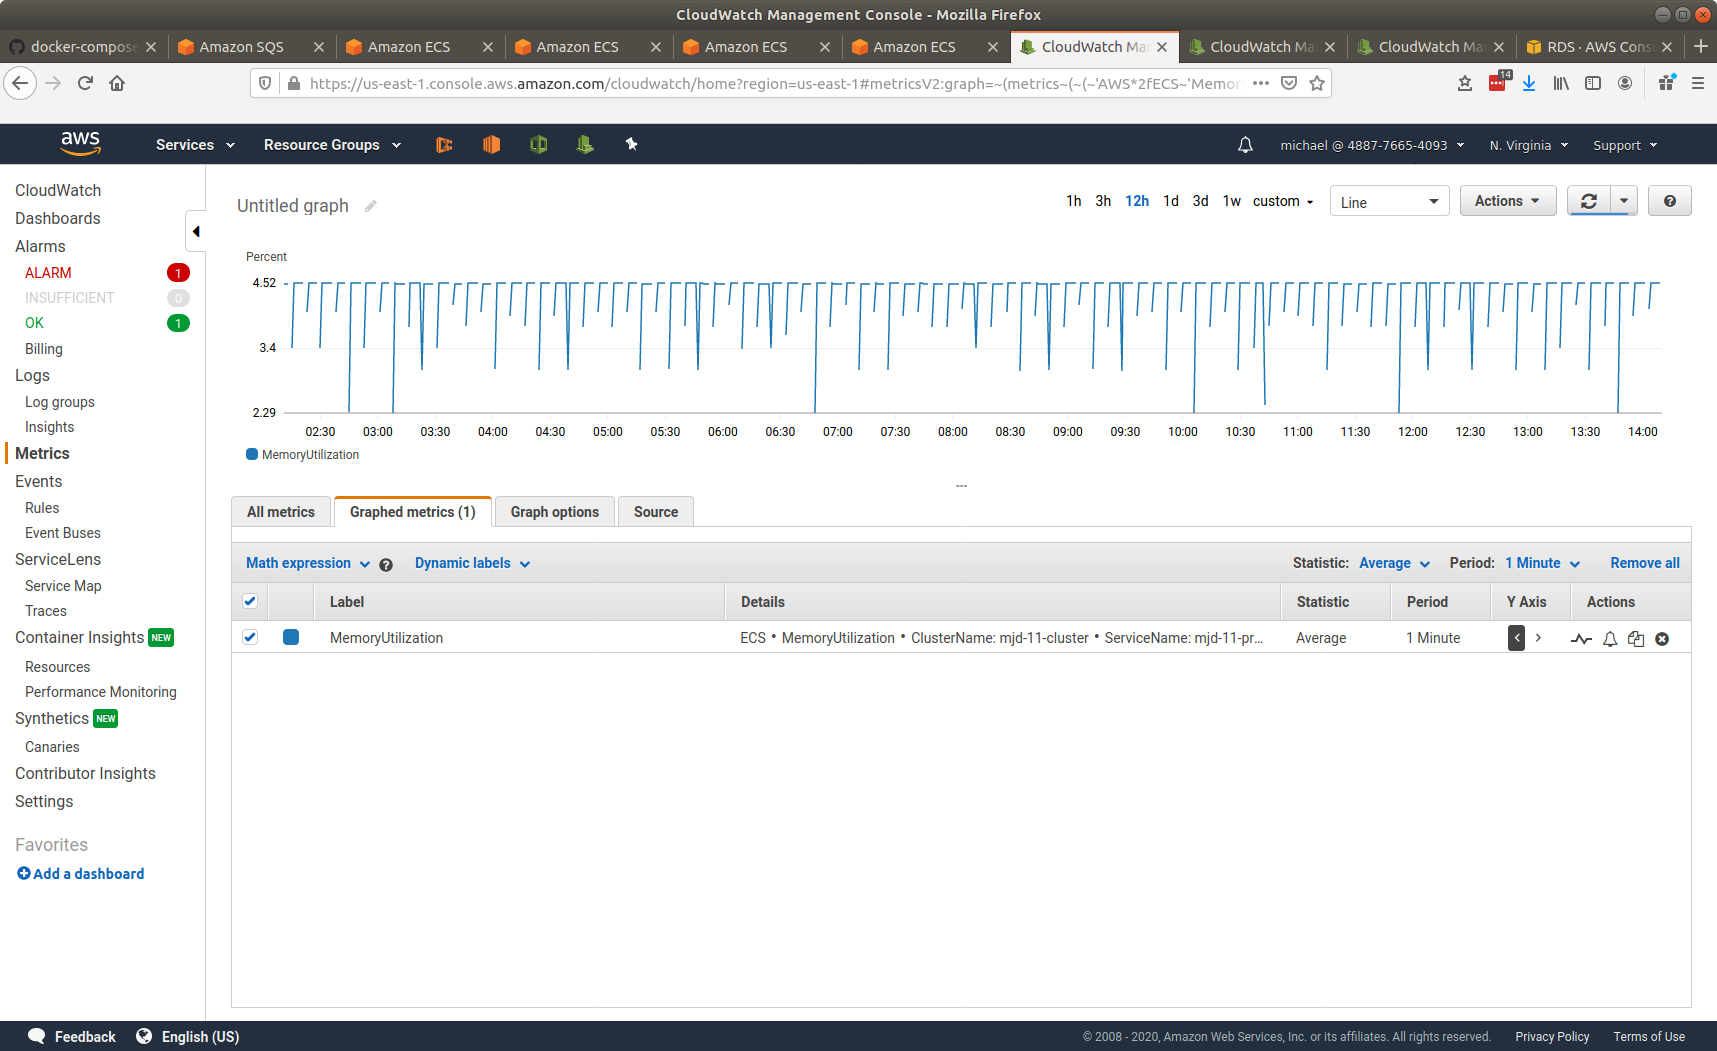 CloudWatch Management Console - Mozilla Firefox
docker-compose
Amazon SQS
Amazon ECS
Amazon ECS
Amazon ECS
Amazon ECS
CloudWatch Ma
CloudWatch Ma
CloudWatch Ma
RDS · AWS Cons
https://us-east-1.console.aws.amazon.com/cloudwatch/home?region=us-east-1#metricsV2:graph=~(metrics~(~(~'AWS*2fECS~'Memor
14
aws
Services
Resource Groups
michael @ 4887-7665-4093
N. Virginia
Support
CloudWatch
Dashboards
Alarms
ALARM 1
INSUFFICIENT 0
OK 1
Billing
Logs
Log groups
Insights
Metrics
Events
Rules
Event Buses
ServiceLens
Service Map
Traces
Container Insights NEW
Resources
Performance Monitoring
Synthetics NEW
Canaries
Contributor Insights
Settings
Favorites
Add a dashboard
Untitled graph
1h 3h 12h 1d 3d 1w custom
Line
Actions
?
Percent
4.52
3.4
2.29
02:30 03:00 03:30 04:00 04:30 05:00 05:30 06:00 06:30 07:00 07:30 08:00 08:30 09:00 09:30 10:00 10:30 11:00 11:30 12:00 12:30 13:00 13:30 14:00
MemoryUtilization
All metrics
Graphed metrics (1)
Graph options
Source
Math expression ?
Dynamic labels
Statistic: Average
Period: 1 Minute
Remove all
Label Details Statistic Period Y Axis Actions
MemoryUtilization ECS • MemoryUtilization • ClusterName: mjd-11-cluster • ServiceName: mjd-11-pr... Average 1 Minute < >
Feedback
English (US)
© 2008 - 2020, Amazon Web Services, Inc. or its affiliates. All rights reserved.
Privacy Policy
Terms of Use